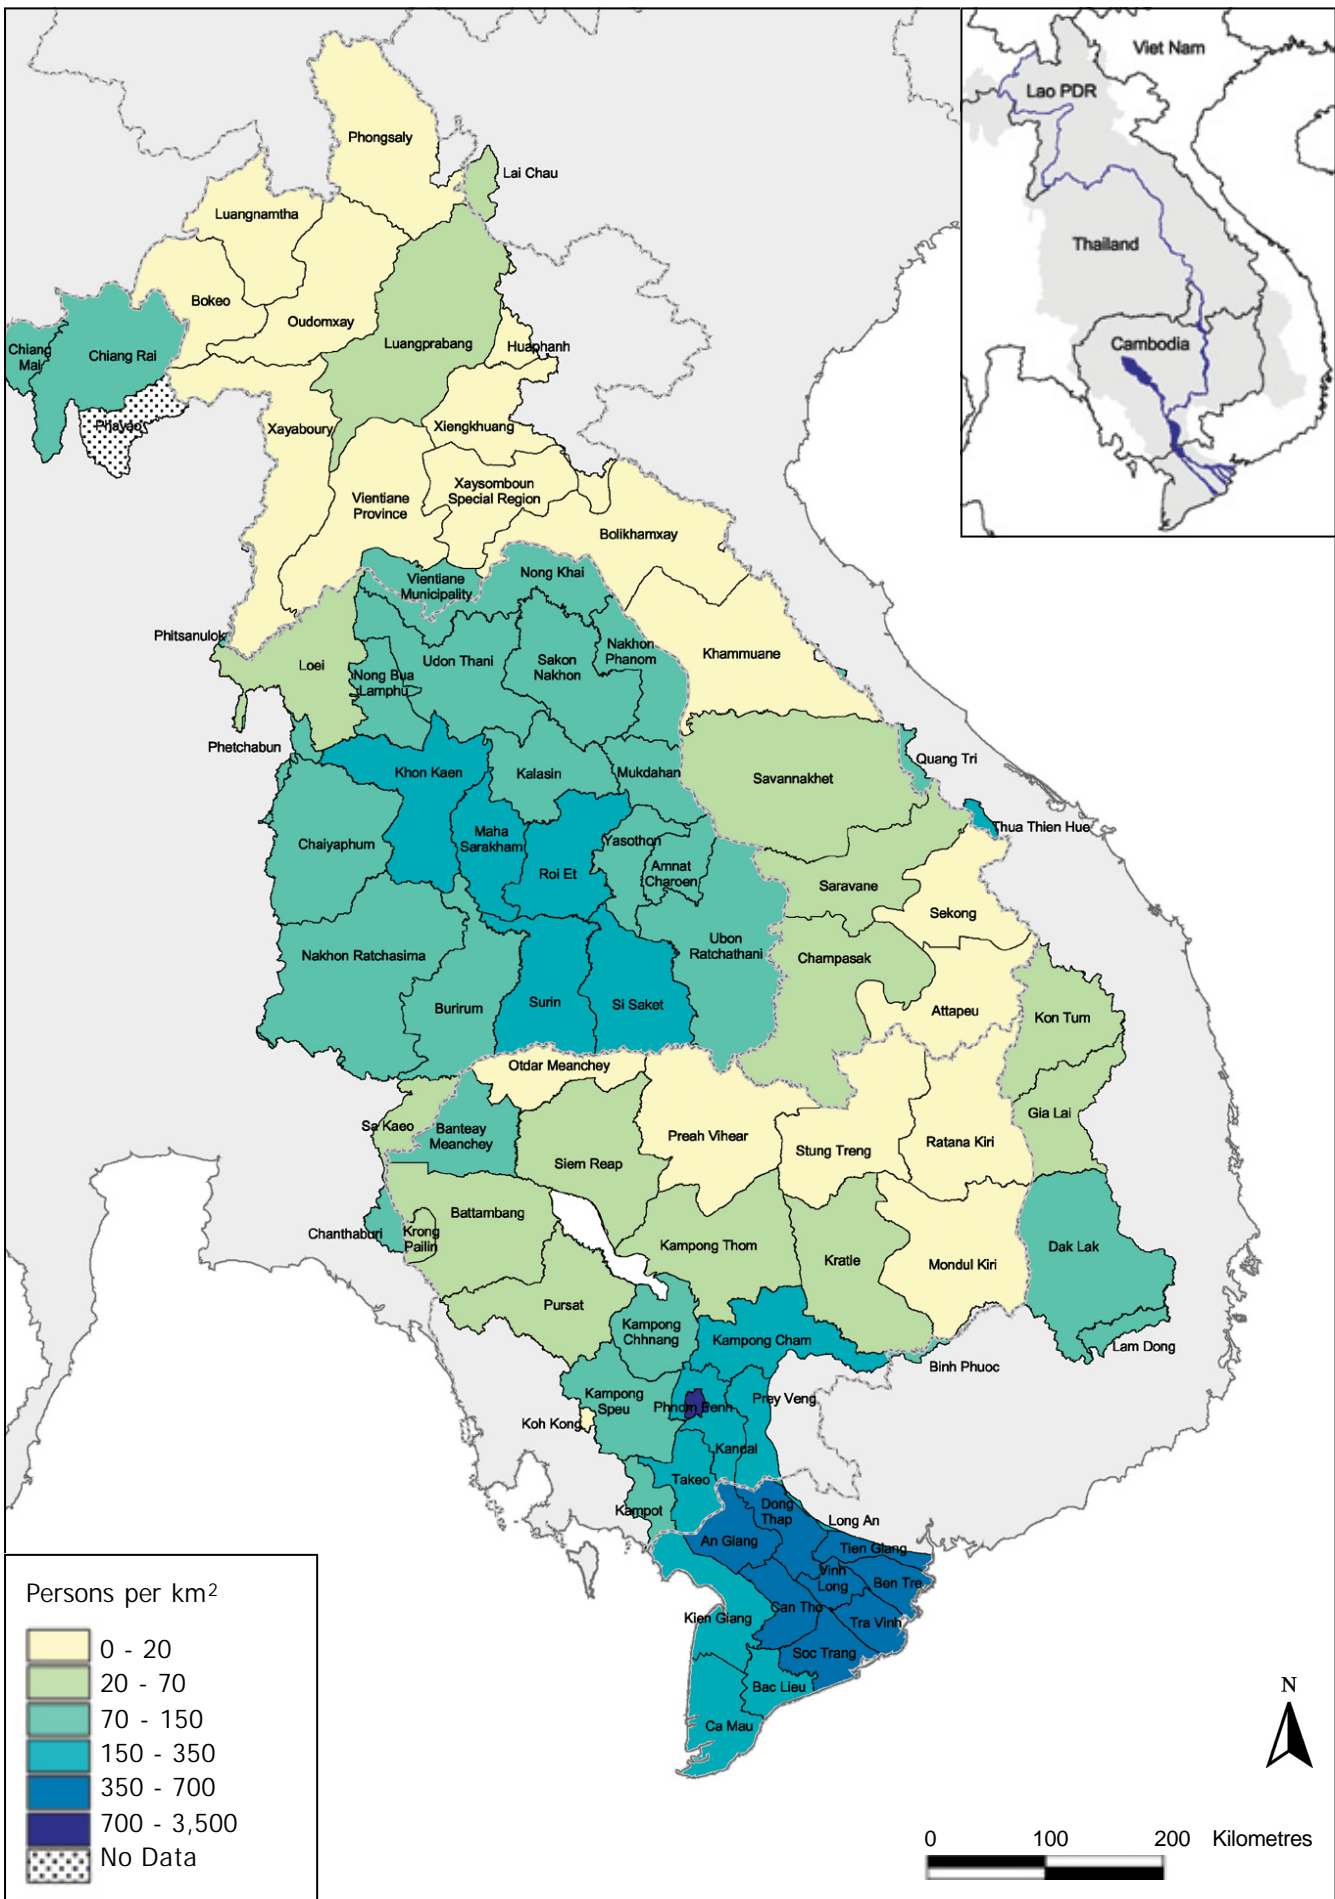 Viet Nam
Lao PDR
Thailand
Cambodia
Phongsaly
Lai Chau
Luangnamtha
Bokeo
Oudomxay
Luangprabang
Huaphanh
Chiang
Mai
Chiang Rai
Phayao
Xayaboury
Xiengkhuang
Vientiane
Province
Xaysomboun
Special Region
Bolikhamxay
Vientiane
Municipality
Nong Khai
Phitsanulok
Loei
Nong Bua
Lamphu
Udon Thani
Sakon
Nakhon
Nakhon
Phanom
Khammuane
Phetchabun
Khon Kaen
Kalasin
Mukdahan
Savannakhet
Quang Tri
Thua Thien Hue
Chaiyaphum
Maha
Sarakham
Roi Et
Yasothon
Amnat
Charoen
Saravane
Sekong
Nakhon Ratchasima
Burirum
Surin
Si Saket
Ubon
Ratchathani
Champasak
Attapeu
Kon Tum
Otdar Meanchey
Sa Kaeo
Banteay
Meanchey
Siem Reap
Preah Vihear
Stung Treng
Ratana Kiri
Gia Lai
Chanthaburi
Krong
Pailin
Battambang
Kampong Thom
Kratie
Mondul Kiri
Dak Lak
Pursat
Kampong
Chhnang
Kampong Cham
Binh Phuoc
Lam Dong
Kampong
Speu
Koh Kong
Phnom Penh
Prey Veng
Kandal
Takeo
Kampot
Dong
Thap
Long An
An Giang
Tien Giang
Vinh
Long
Ben Tre
Can Tho
Tra Vinh
Kien Giang
Soc Trang
Bac Lieu
Ca Mau
Persons per km²
0 - 20
20 - 70
70 - 150
150 - 350
350 - 700
700 - 3,500
No Data
N
0 100 200 Kilometres